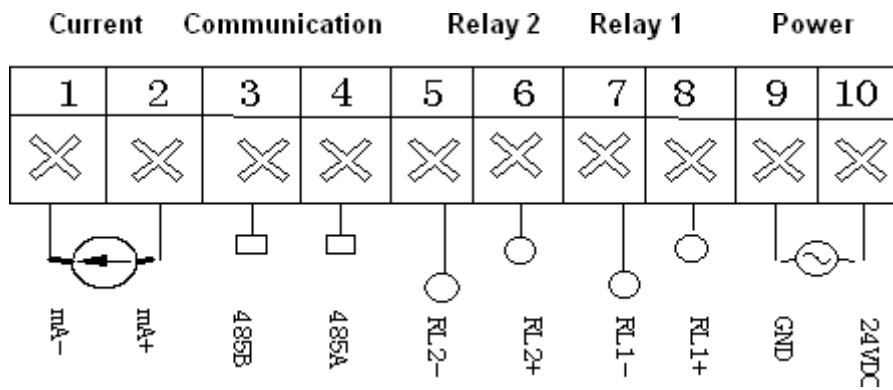 Current Communication Relay 2 Relay 1 Power
1 2 3 4 5 6 7 8 9 10
mA- mA+ 485B 485A RL2- RL2+ RL1- RL1+ GND 24VDC